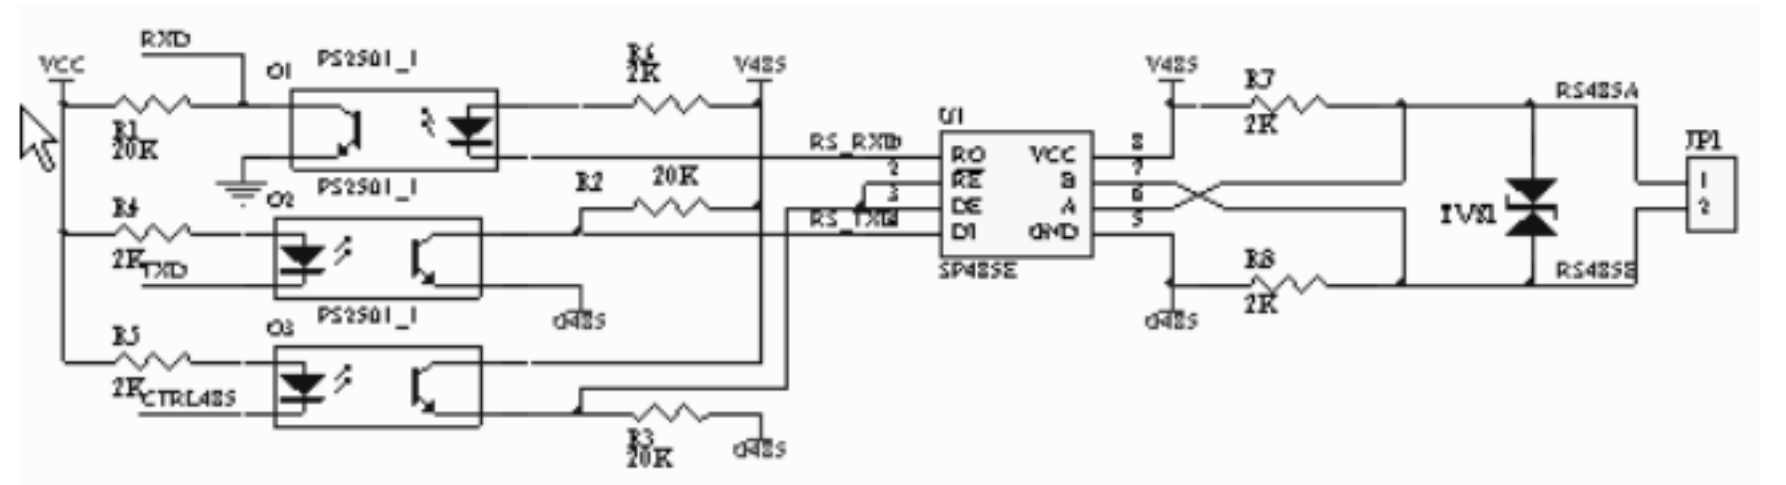 RXD
VCC
O1
PS2501_1
R6
2K
V485
R1
20K
V485
R7
2K
RS485A
JP1
U1
RS_RXD
RO
VCC
8
2
RE
B
7
3
DE
A
6
RS_TXD
DI
GND
5
SP485E
1
2
TVS1
O2
PS2501_1
R2
20K
R4
2K
TXD
G485
R8
2K
RS485B
G485
O3
PS2501_1
R5
2K
CTRL485
R3
20K
G485